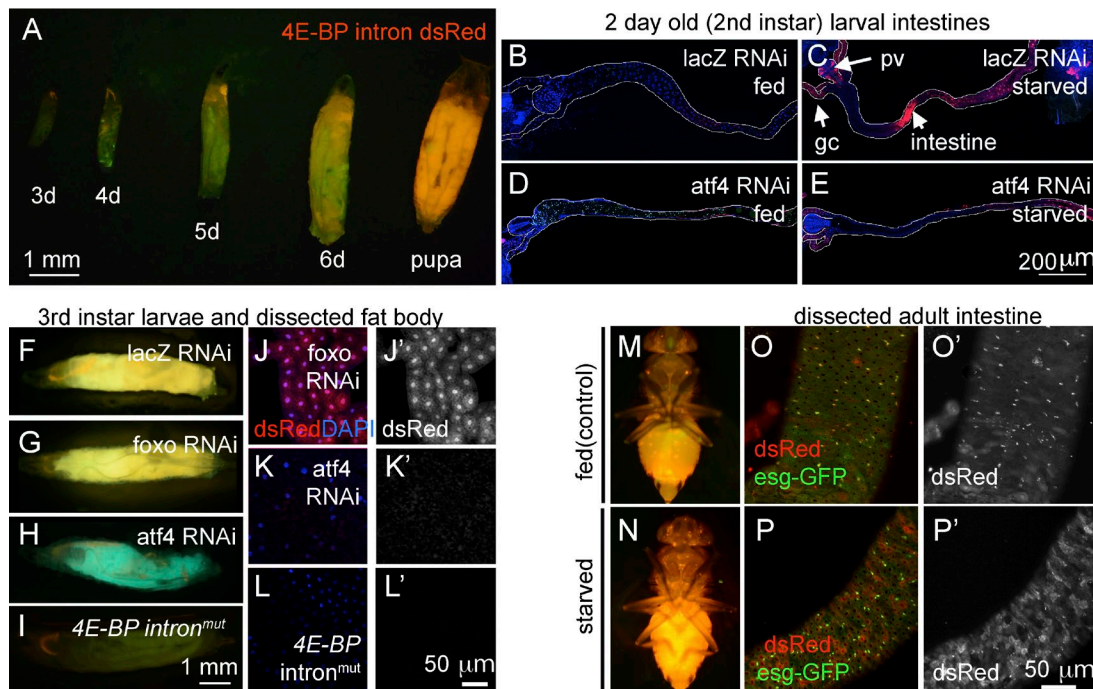 A
4E-BP intron dsRed
3d
4d
5d
6d
pupa
1 mm
2 day old (2nd instar) larval intestines
B
lacZ RNAi
fed
C
lacZ RNAi
starved
pv
gc
intestine
D
atf4 RNAi
fed
E
atf4 RNAi
starved
200 μm
3rd instar larvae and dissected fat body
F
lacZ RNAi
G
foxo RNAi
H
atf4 RNAi
I
4E-BP intronmut
1 mm
J
foxo
RNAi
dsRedDAPI
J'
dsRed
K
atf4
RNAi
K'
L
4E-BP
intronmut
L'
50 μm
dissected adult intestine
fed(control)
M
O
dsRed
esg-GFP
O'
dsRed
starved
N
P
dsRed
esg-GFP
P'
dsRed
50 μm